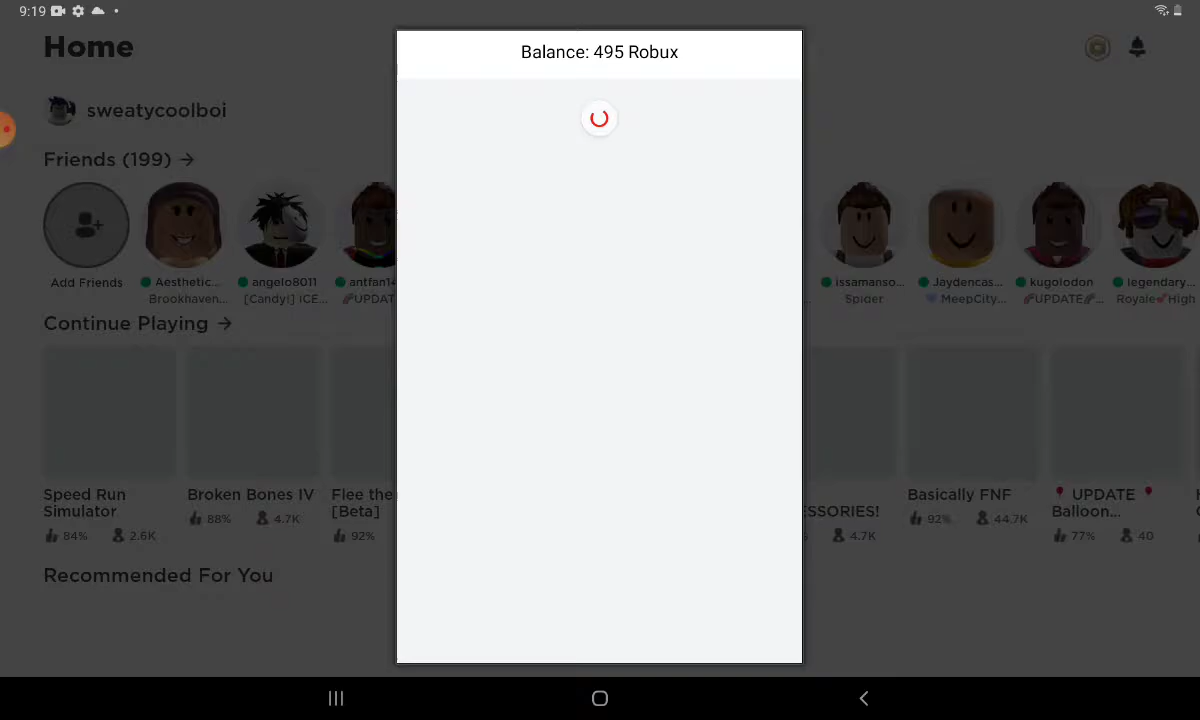 9:19
Home
Balance: 495 Robux
sweatycoolboi
Friends (199) →
Add Friends
Aesthetic...
Brookhaven...
angelo8011
[Candy!] ICE...
antfan14
UPDAT
issamanso...
Spider
Jaydencas...
MeepCity...
kugolodon
UPDATE
legendary...
Royale High
Continue Playing →
Speed Run
Simulator
84% 2.6K
Broken Bones IV
88% 4.7K
Flee the
[Beta]
92%
SSORIES!
4.7K
Basically FNF
92% 44.7K
UPDATE
Balloon...
77% 40
Recommended For You